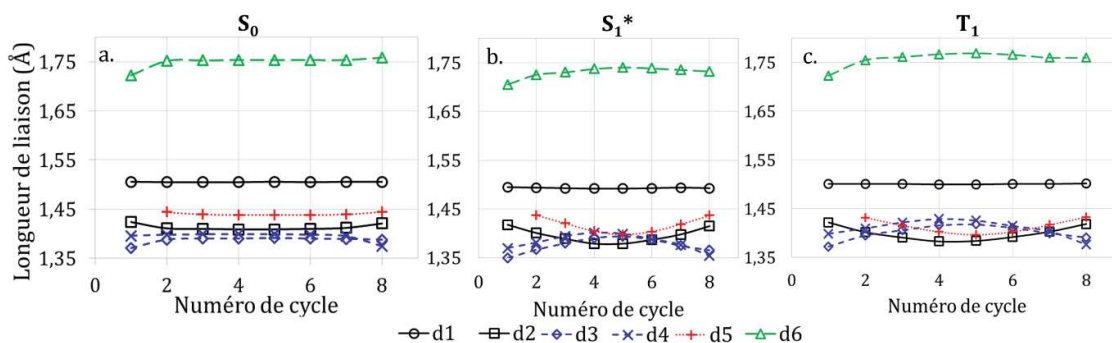 S0 S1* T1
Longueur de liaison (Å)
a. b. c.
1,75 1,75 1,75
1,65 1,65 1,65
1,55 1,55 1,55
1,45 1,45 1,45
1,35 1,35 1,35
0 2 4 6 8 0 2 4 6 8 0 2 4 6 8
Numéro de cycle Numéro de cycle Numéro de cycle
d1 d2 d3 d4 d5 d6